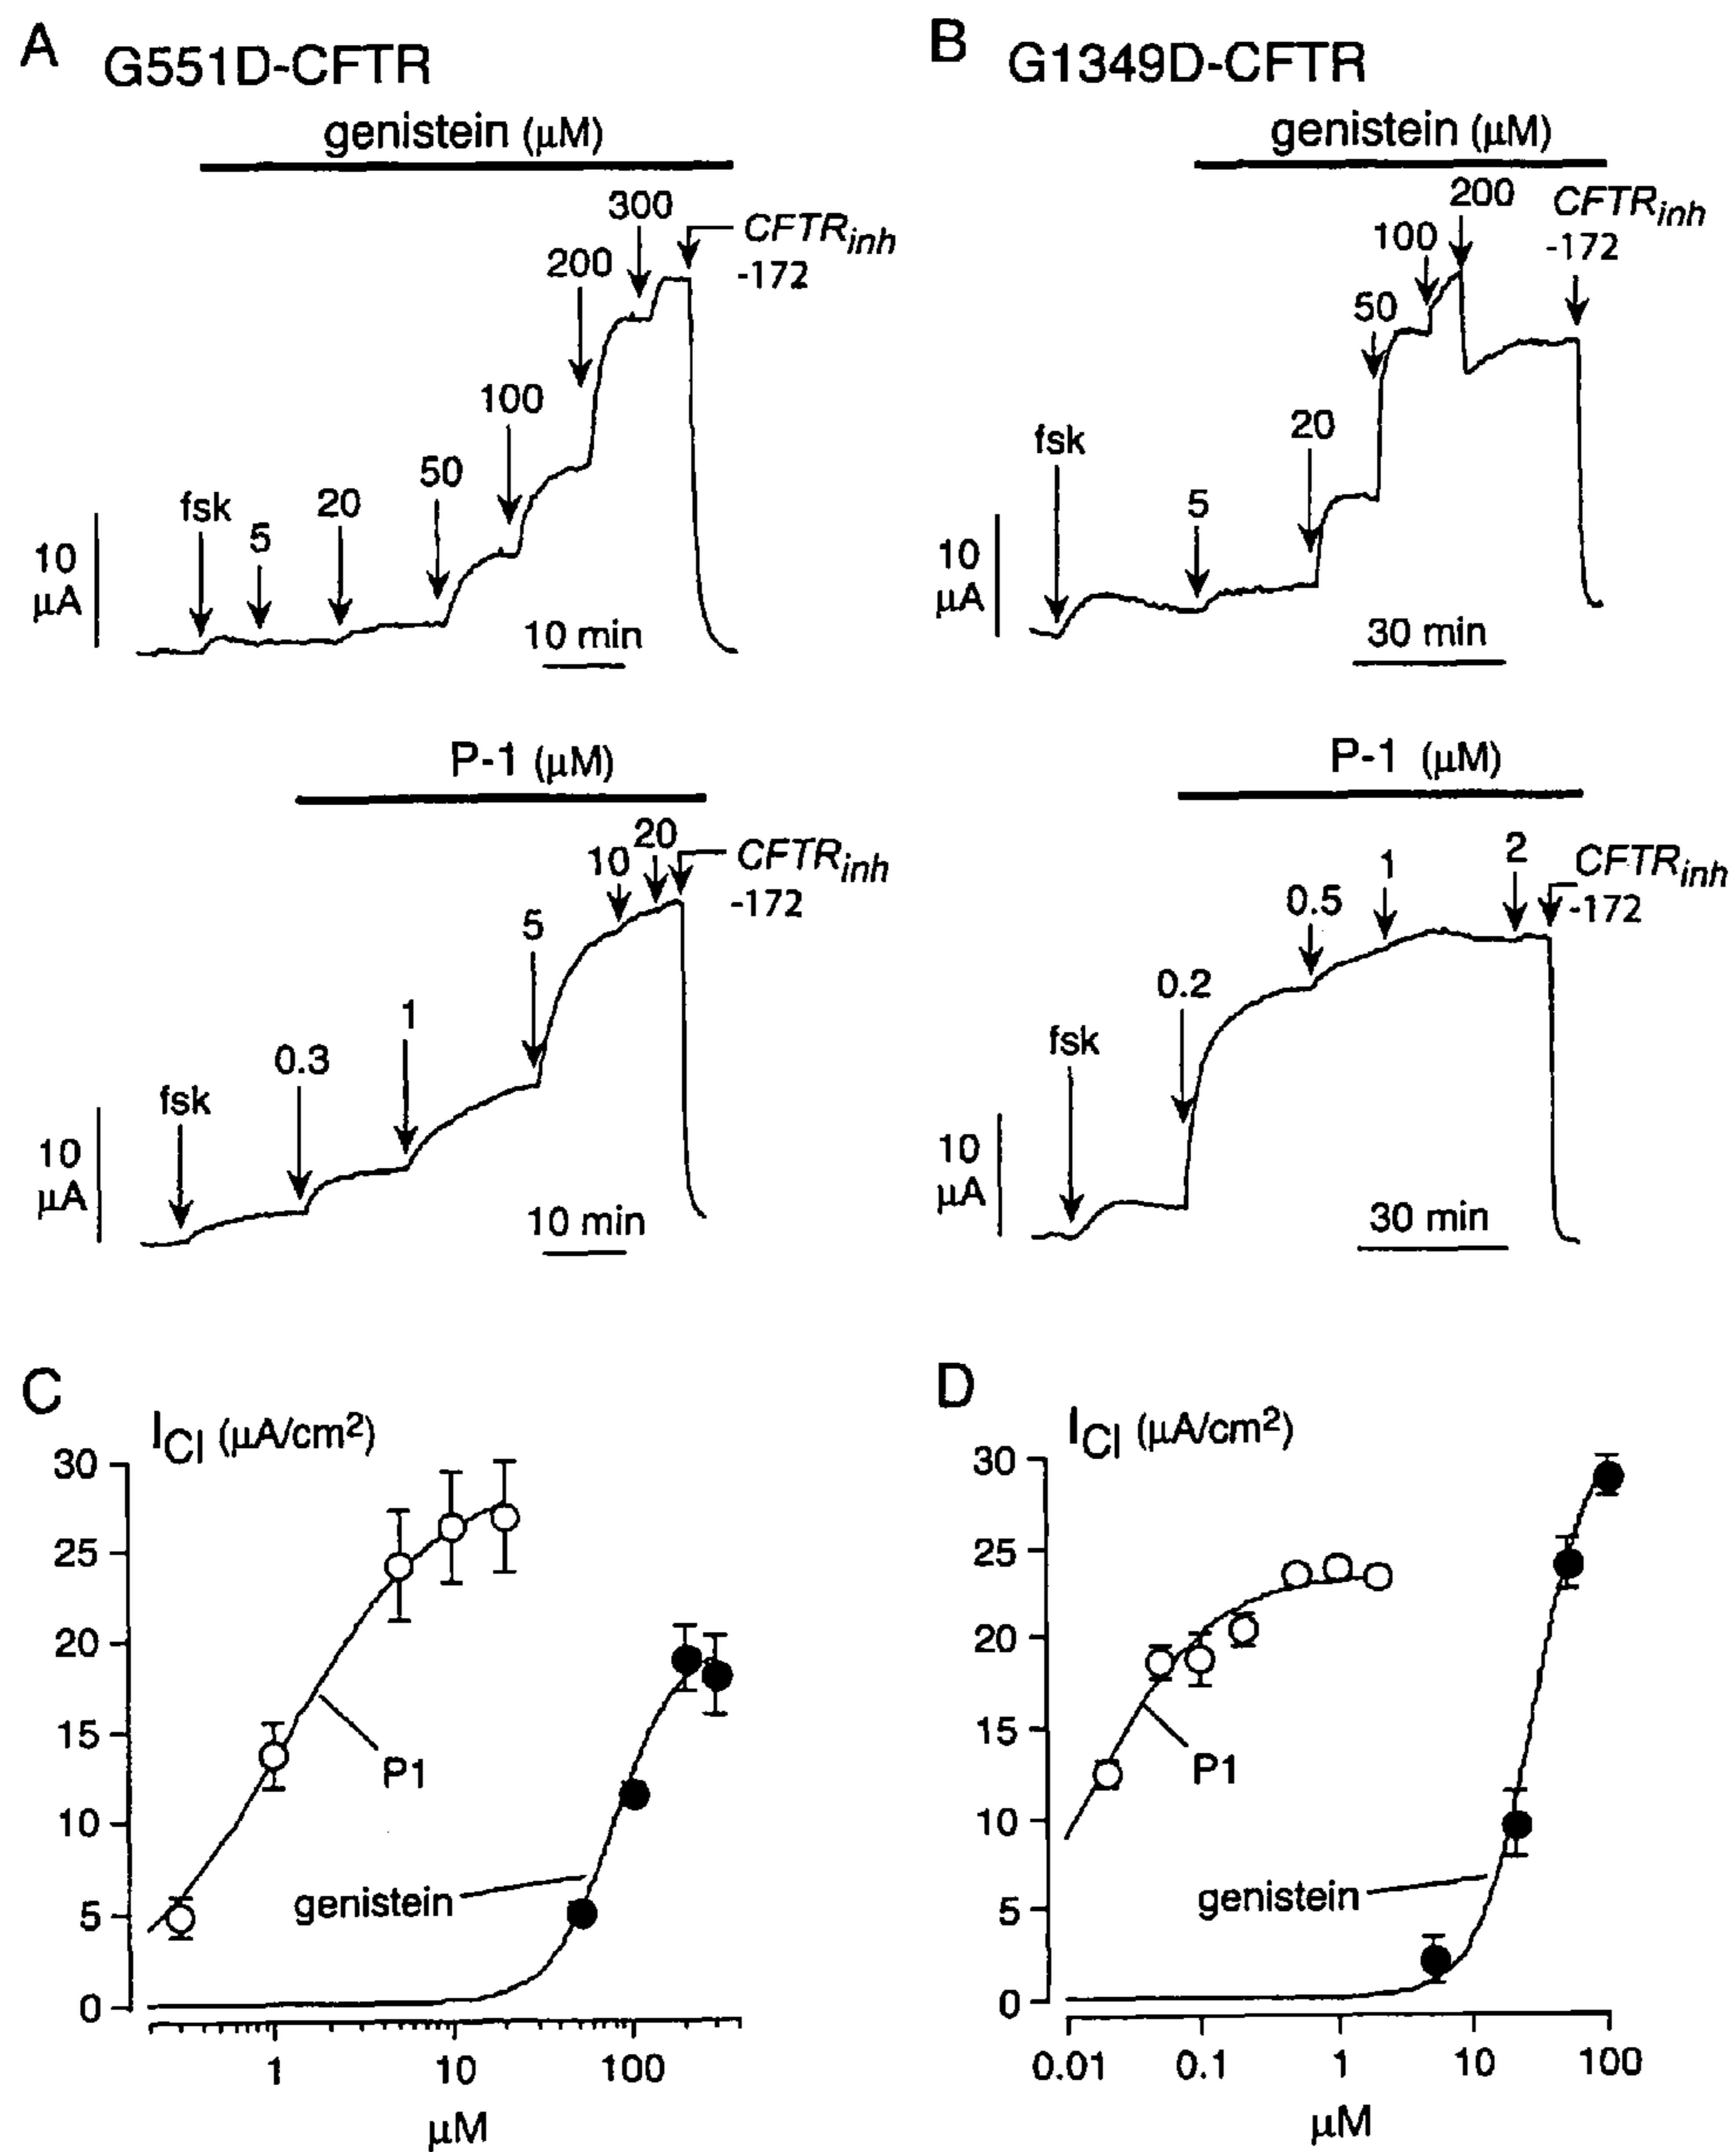 A
G551D-CFTR
genistein (µM)
300
CFTRinh
-172
200
100
50
20
5
fsk
10
µA
10 min
B
G1349D-CFTR
genistein (µM)
200
CFTRinh
-172
100
50
20
5
fsk
10
µA
30 min
P-1 (µM)
20
10
CFTRinh
-172
5
1
0.3
fsk
10
µA
10 min
P-1 (µM)
2
1
CFTRinh
-172
0.5
0.2
fsk
10
µA
30 min
C
ICl (µA/cm²)
30
25
20
15
10
5
0
P1
genistein
1 10 100
µM
D
ICl (µA/cm²)
30
25
20
15
10
5
0
P1
genistein
0.01 0.1 1 10 100
µM